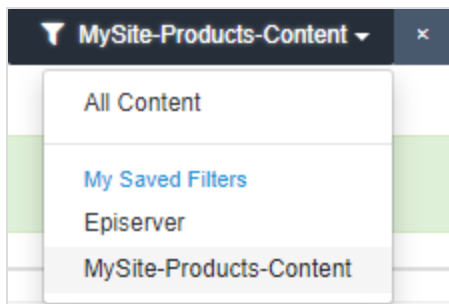 MySite-Products-Content ×
All Content
My Saved Filters
Episerver
MySite-Products-Content